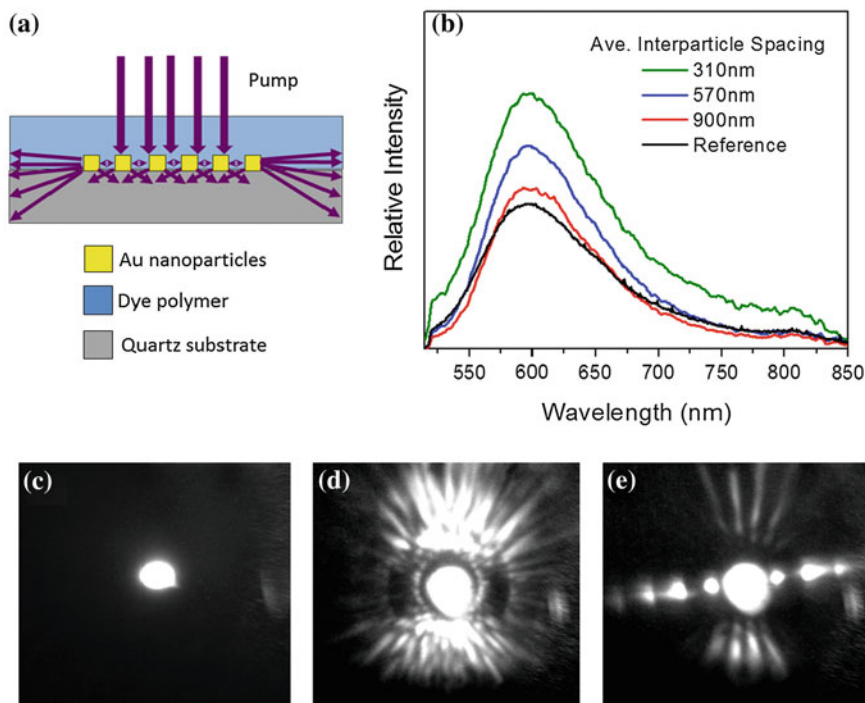 (a)
Pump
Au nanoparticles
Dye polymer
Quartz substrate
(b)
Ave. Interparticle Spacing
310nm
570nm
900nm
Reference
Relative Intensity
550 600 650 700 750 800 850
Wavelength (nm)
(c)
(d)
(e)